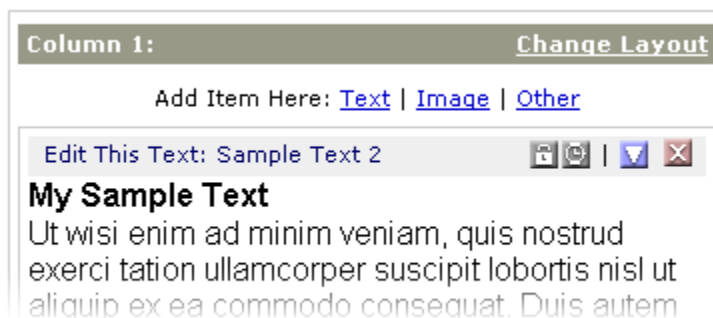 Column 1: Change Layout
Add Item Here: Text | Image | Other
Edit This Text: Sample Text 2 |
My Sample Text
Ut wisi enim ad minim veniam, quis nostrud
exerci tation ullamcorper suscipit lobortis nisl ut
aliquip ex ea commodo consequat. Duis autem